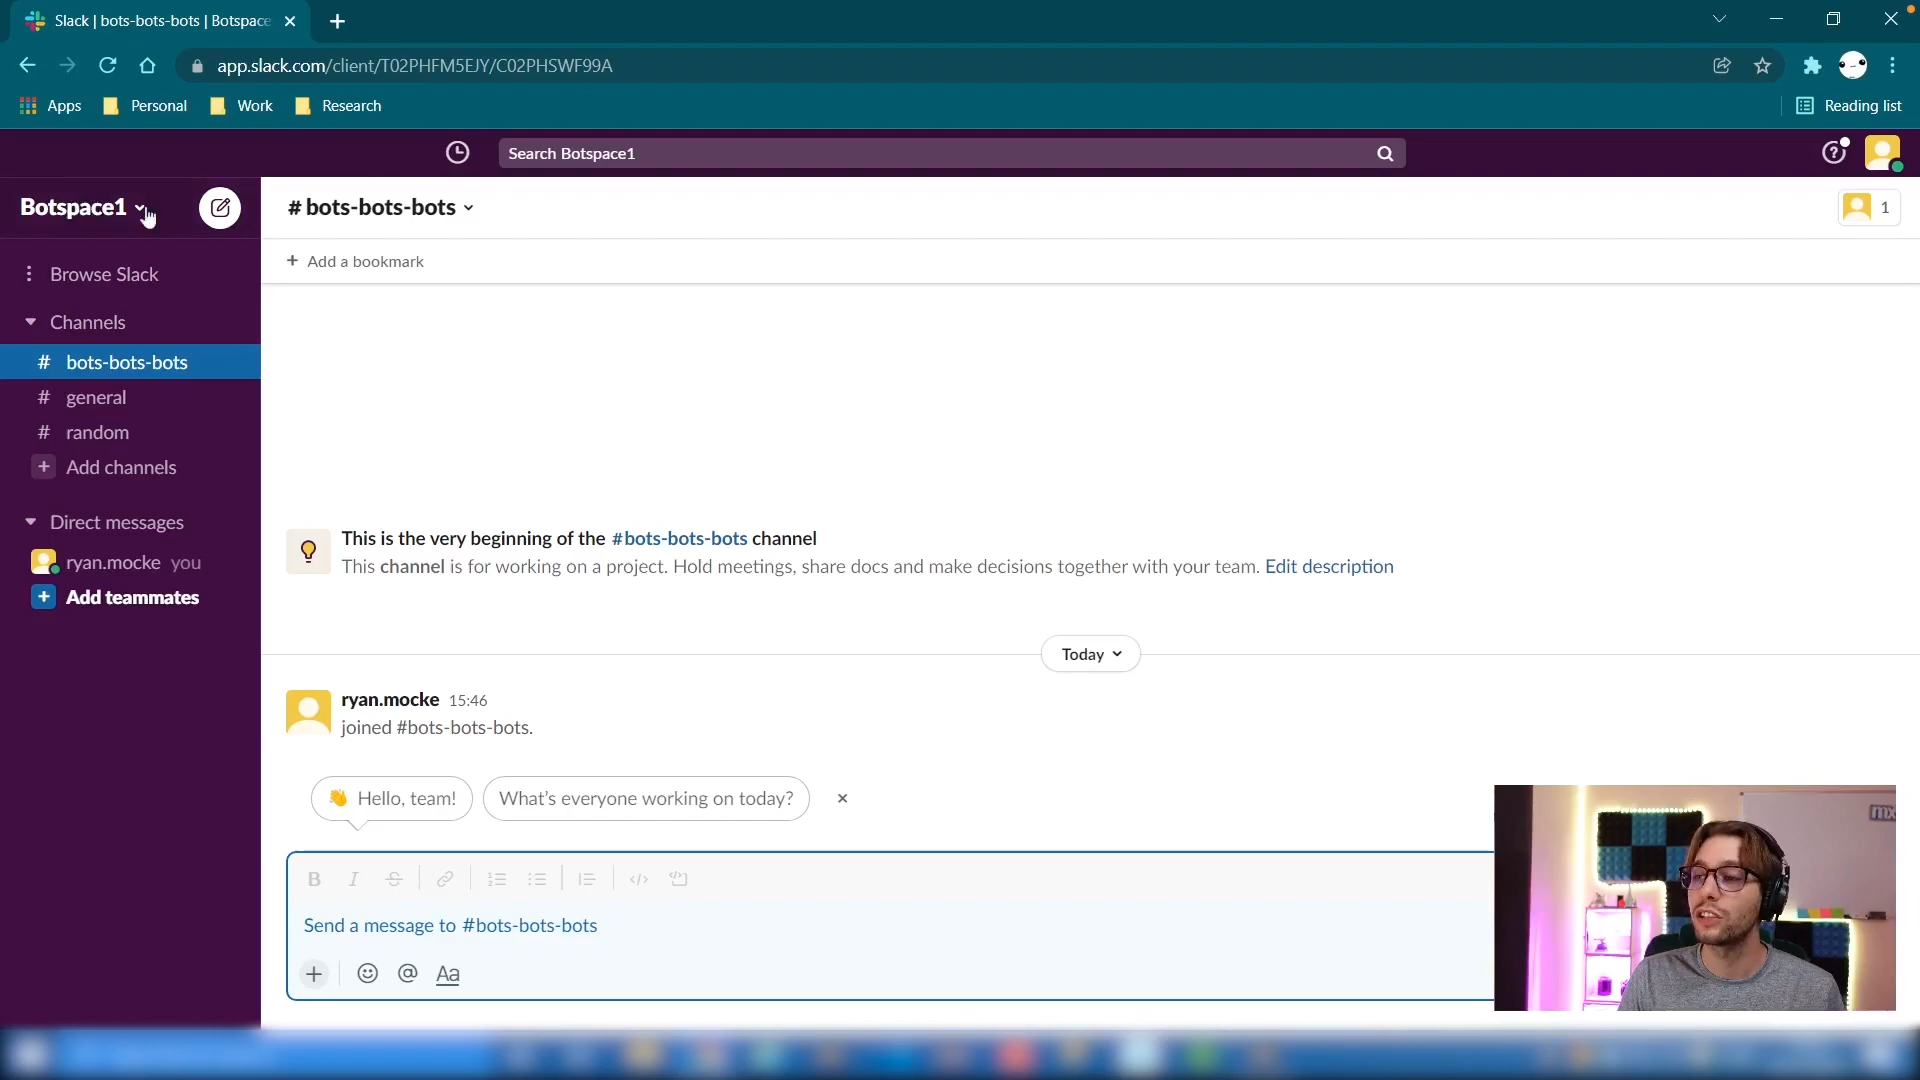 Slack | bots-bots-bots | Botspace
app.slack.com/client/T02PHFM5EJY/C02PHSWF99A
Apps
Personal
Work
Research
Reading list
Search Botspace1
Botspace1
# bots-bots-bots
1
+ Add a bookmark
Browse Slack
Channels
# bots-bots-bots
# general
# random
+ Add channels
Direct messages
ryan.mocke you
+ Add teammates
This is the very beginning of the #bots-bots-bots channel
This channel is for working on a project. Hold meetings, share docs and make decisions together with your team. Edit description
Today
ryan.mocke 15:46
joined #bots-bots-bots.
👋 Hello, team!
What's everyone working on today?
B I S
Send a message to #bots-bots-bots
+ @ Aa